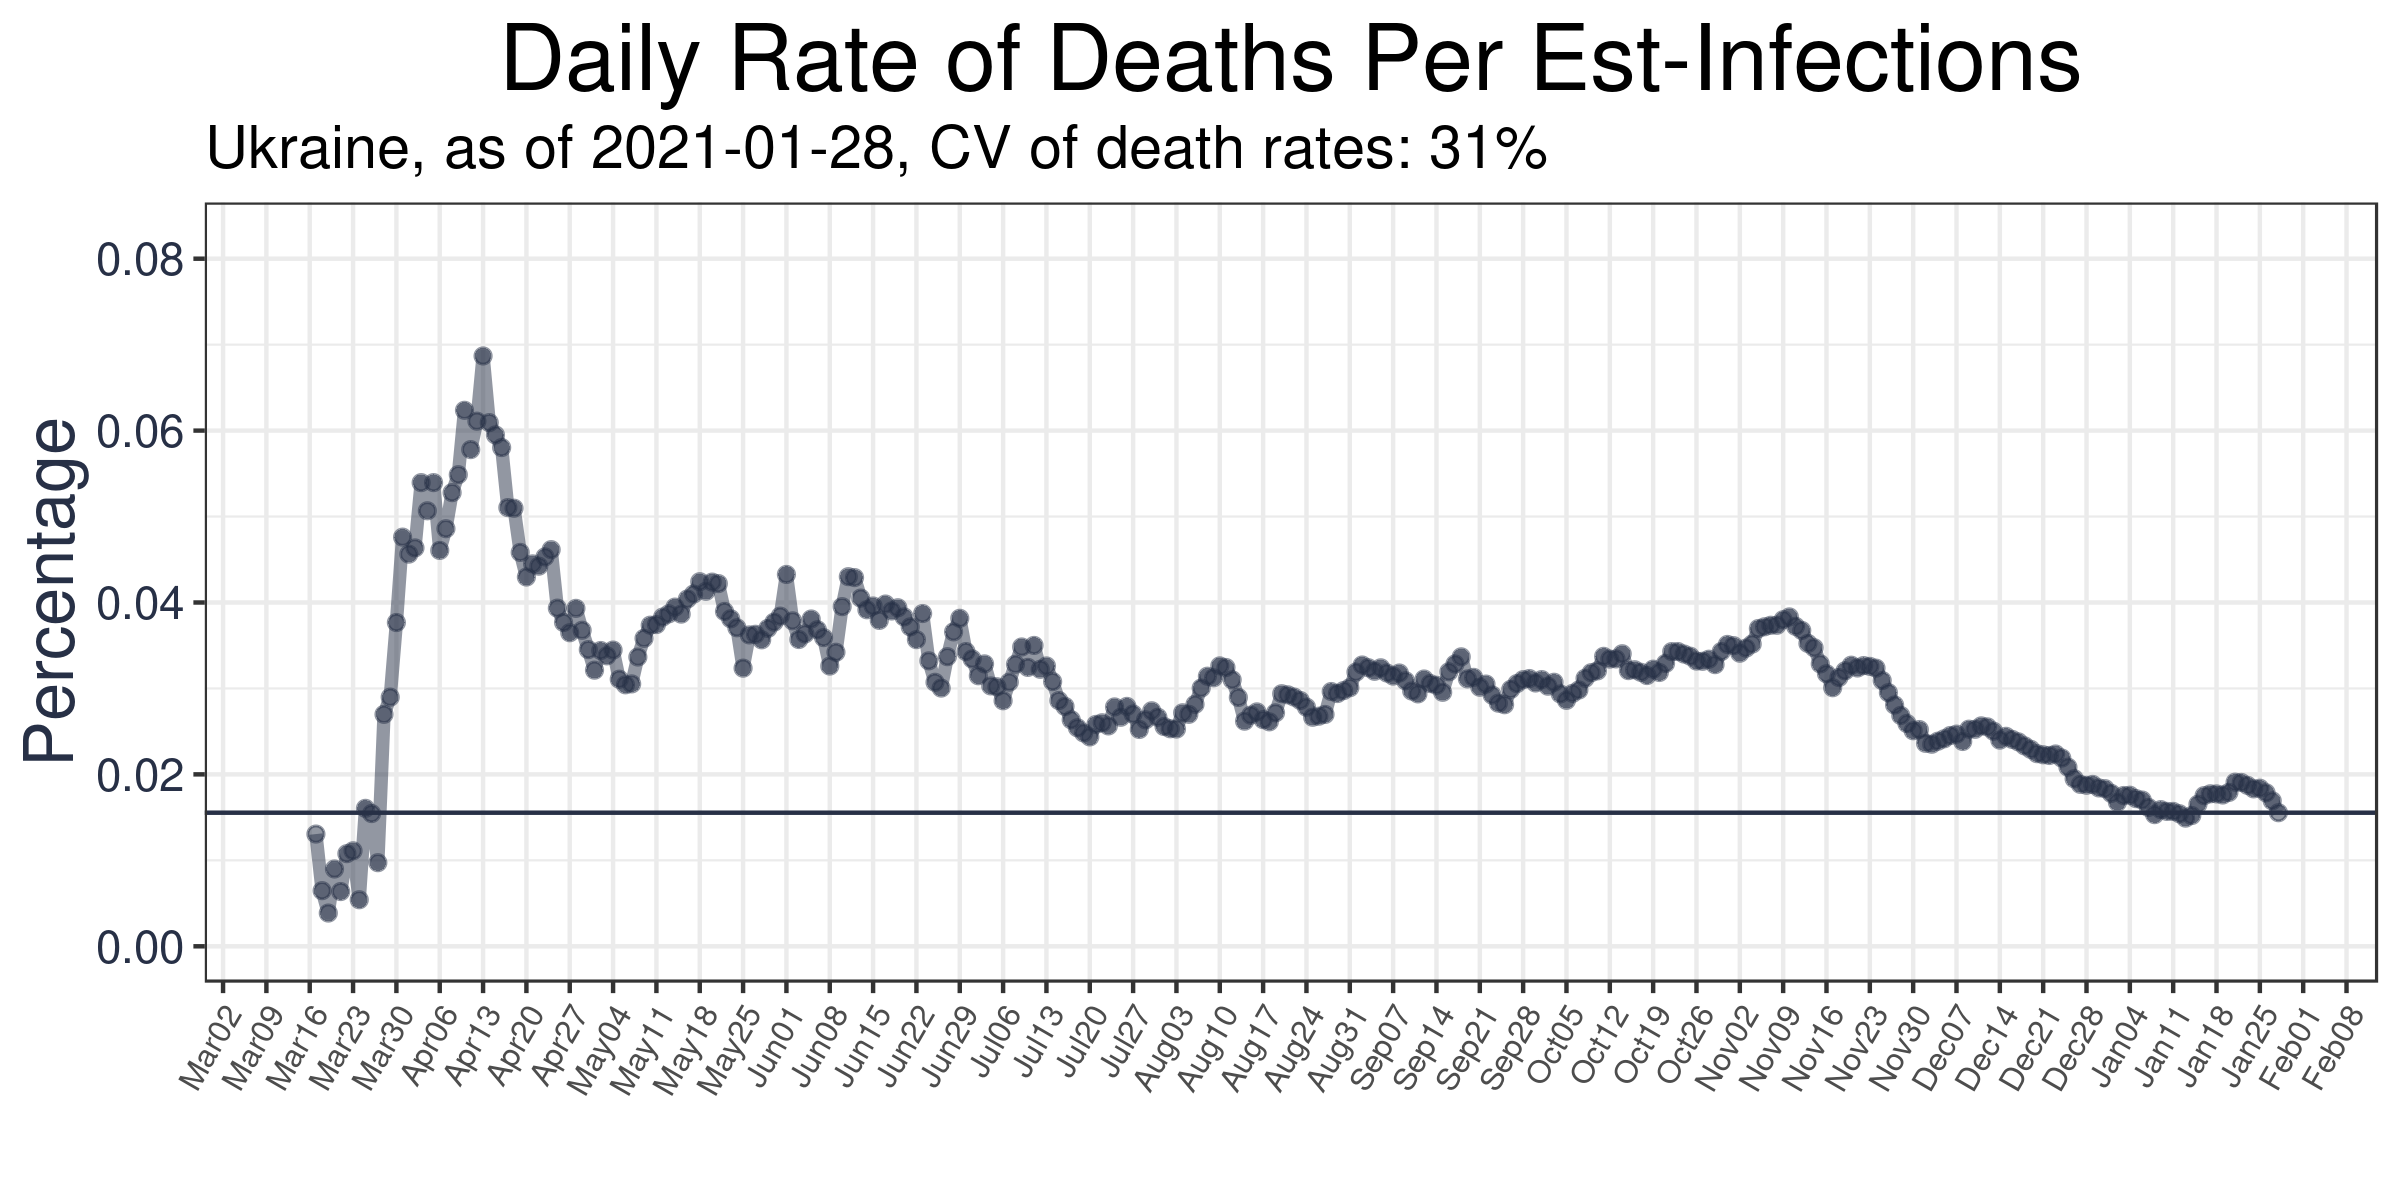 Daily Rate of Deaths Per Est-Infections
Ukraine, as of 2021-01-28, CV of death rates: 31%
Percentage
0.08
0.06
0.04
0.02
0.00
Mar02
Mar09
Mar16
Mar23
Mar30
Apr06
Apr13
Apr20
Apr27
May04
May11
May18
May25
Jun01
Jun08
Jun15
Jun22
Jun29
Jul06
Jul13
Jul20
Jul27
Aug03
Aug10
Aug17
Aug24
Aug31
Sep07
Sep14
Sep21
Sep28
Oct05
Oct12
Oct19
Oct26
Nov02
Nov09
Nov16
Nov23
Nov30
Dec07
Dec14
Dec21
Dec28
Jan04
Jan11
Jan18
Jan25
Feb01
Feb08